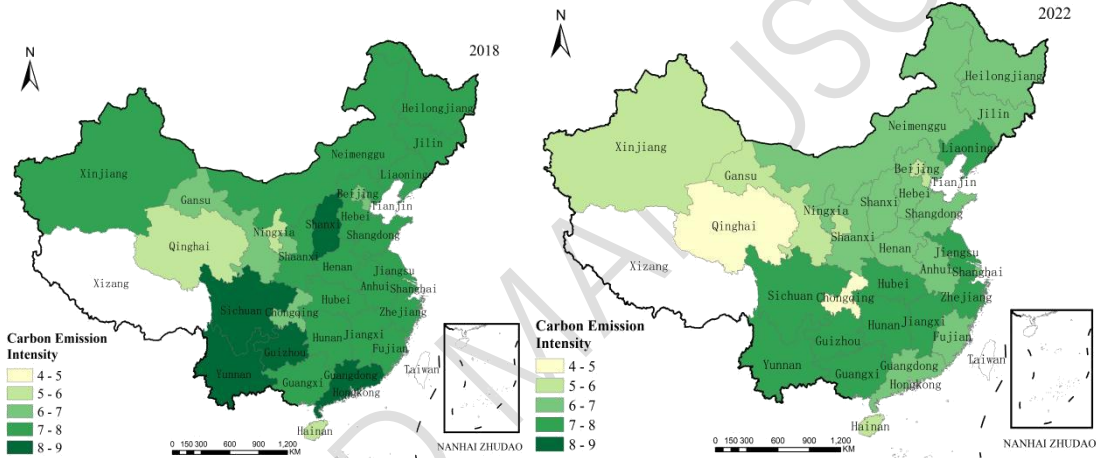 N
2018
Heilongjiang
Jilin
Neimenggu
Liaoning
Xinjiang
Gansu
Beijing
Tianjin
Hebei
Shanxi
Ningxia
Shandong
Qinghai
Shaanxi
Henan
Jiangsu
Xizang
Anhui
Shanghai
Hubei
Sichuan
Chongqing
Zhejiang
Hunan
Jiangxi
Guizhou
Fujian
Yunnan
Guangxi
Guangdong
Hongkong
Taiwan
Hainan
Carbon Emission
Intensity
4 - 5
5 - 6
6 - 7
7 - 8
8 - 9
0 150 300 600 900 1,200
KM
NANHAI ZHUDAO
N
2022
Heilongjiang
Jilin
Neimenggu
Liaoning
Xinjiang
Beijing
Gansu
Tianjin
Hebei
Ningxia
Shanxi
Shandong
Qinghai
Shaanxi
Henan
Jiengsu
Xizang
Anhui
Shanghai
Hubei
Sichuan
Chongqing
Zhejiang
Hunan
Jiangxi
Guizhou
Fujian
Yunnan
Guangxi
Guangdong
Hongkong
Taiwan
Hainan
Carbon Emission
Intensity
4 - 5
5 - 6
6 - 7
7 - 8
8 - 9
0 150 300 600 900 1,200
KM
NANHAI ZHUDAO